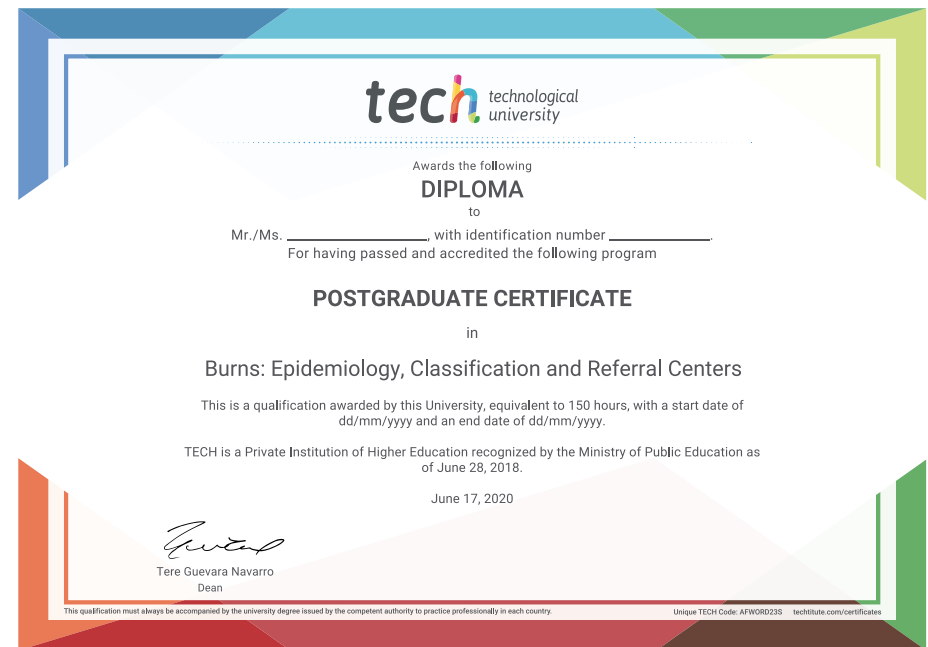 tech technological
university
Awards the following
DIPLOMA
to
Mr./Ms. ____________________, with identification number ______________.
For having passed and accredited the following program
POSTGRADUATE CERTIFICATE
in
Burns: Epidemiology, Classification and Referral Centers
This is a qualification awarded by this University, equivalent to 150 hours, with a start date of
dd/mm/yyyy and an end date of dd/mm/yyyy.
TECH is a Private Institution of Higher Education recognized by the Ministry of Public Education as
of June 28, 2018.
June 17, 2020
Tere Guevara Navarro
Dean
This qualification must always be accompanied by the university degree issued by the competent authority to practice professionally in each country.
Unique TECH Code: AFWORD23S techtitute.com/certificates